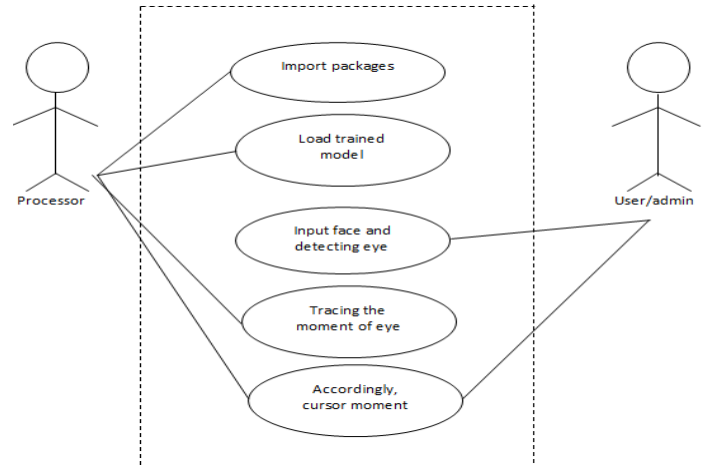 Import packages
Load trained
model
Processor
User/admin
Input face and
detecting eye
Tracing the
moment of eye
Accordingly,
cursor moment